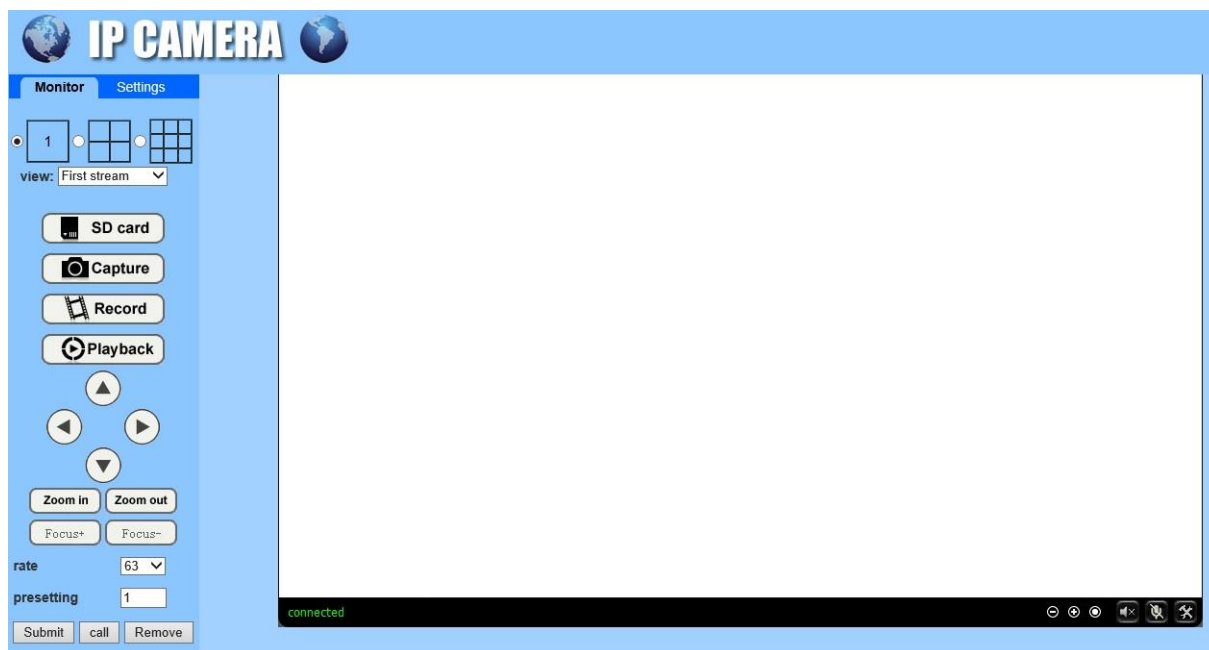 IP CAMERA
Monitor Settings
1
view: First stream
SD card
Capture
Record
Playback
Zoom in Zoom out
Focus+ Focus-
rate 63
presetting 1
Submit call Remove
connected